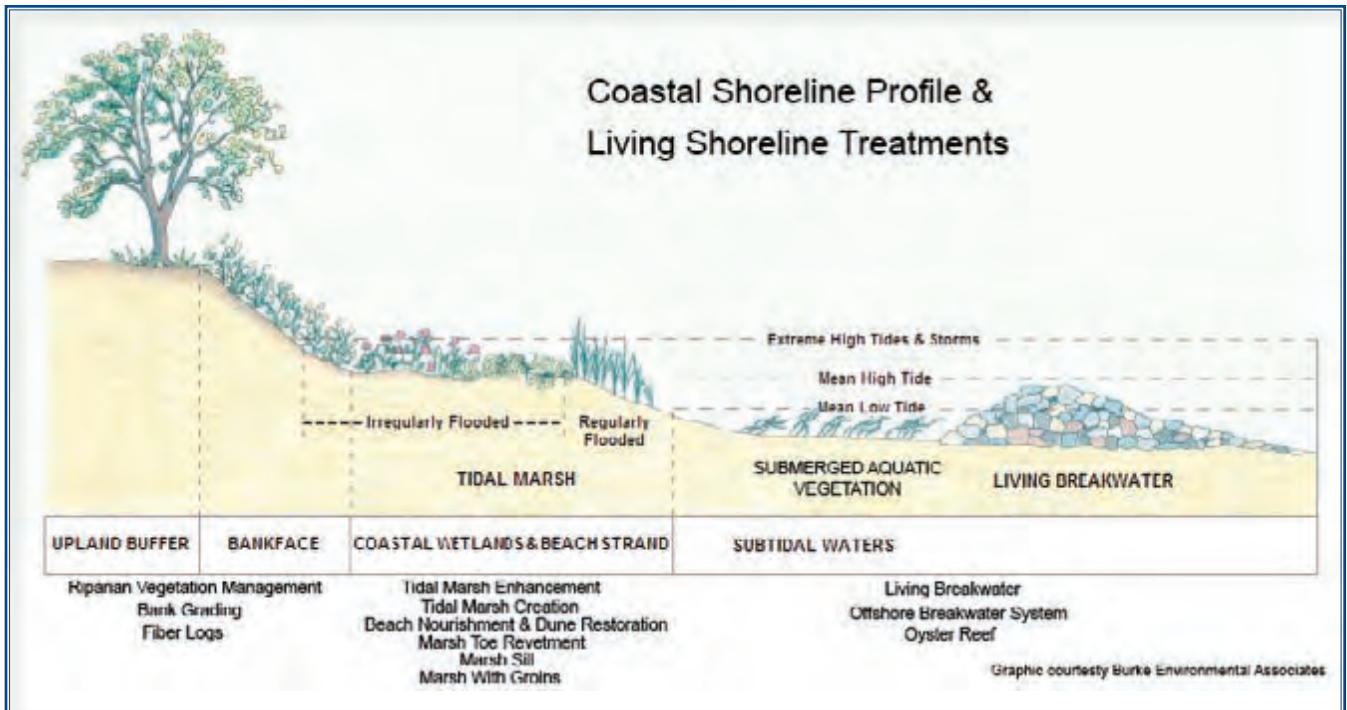 Coastal Shoreline Profile &
Living Shoreline Treatments
Extreme High Tides & Storms
Mean High Tide
Mean Low Tide
Irregularly Flooded
Regularly
Flooded
TIDAL MARSH
SUBMERGED AQUATIC
VEGETATION
LIVING BREAKWATER
UPLAND BUFFER
BANKFACE
COASTAL WETLANDS & BEACH STRAND
SUBTIDAL WATERS
Riparian Vegetation Management
Bank Grading
Fiber Logs
Tidal Marsh Enhancement
Tidal Marsh Creation
Beach Nourishment & Dune Restoration
Marsh Toe Revetment
Marsh Sill
Marsh With Groins
Living Breakwater
Offshore Breakwater System
Oyster Reef
Graphic courtesty Burke Environmental Associates